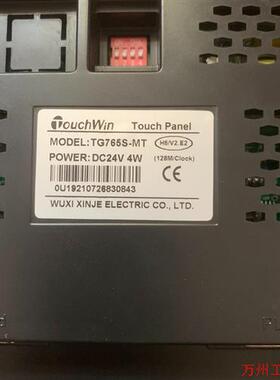 TouchWin Touch Panel
MODEL:TG765S-MT H6/V2.E2
POWER:DC24V 4W (128M/Clock)
0U19210726830843
WUXI XINJE ELECTRIC CO., LTD.
万州工